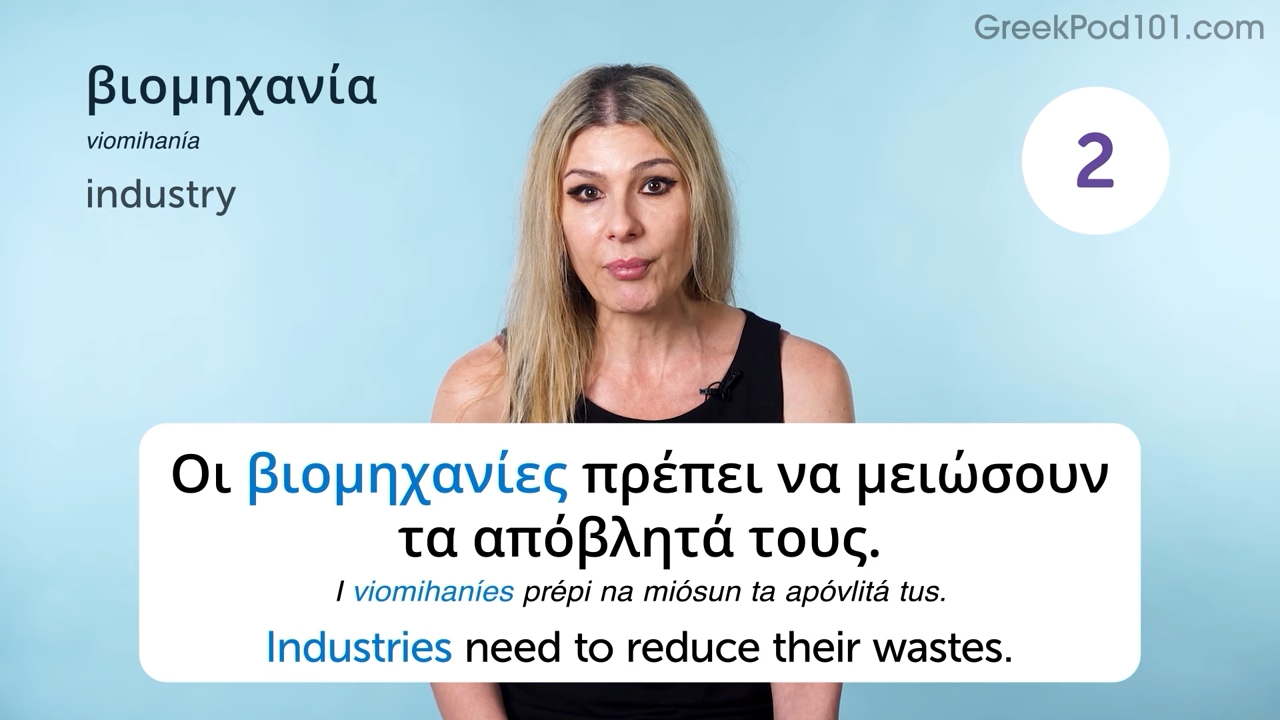 GreekPod101.com
βιομηχανία
viomihanía
industry
2
Οι βιομηχανίες πρέπει να μειώσουν
τα απόβλητά τους.
I viomihaníes prépi na miósun ta apóvlitá tus.
Industries need to reduce their wastes.